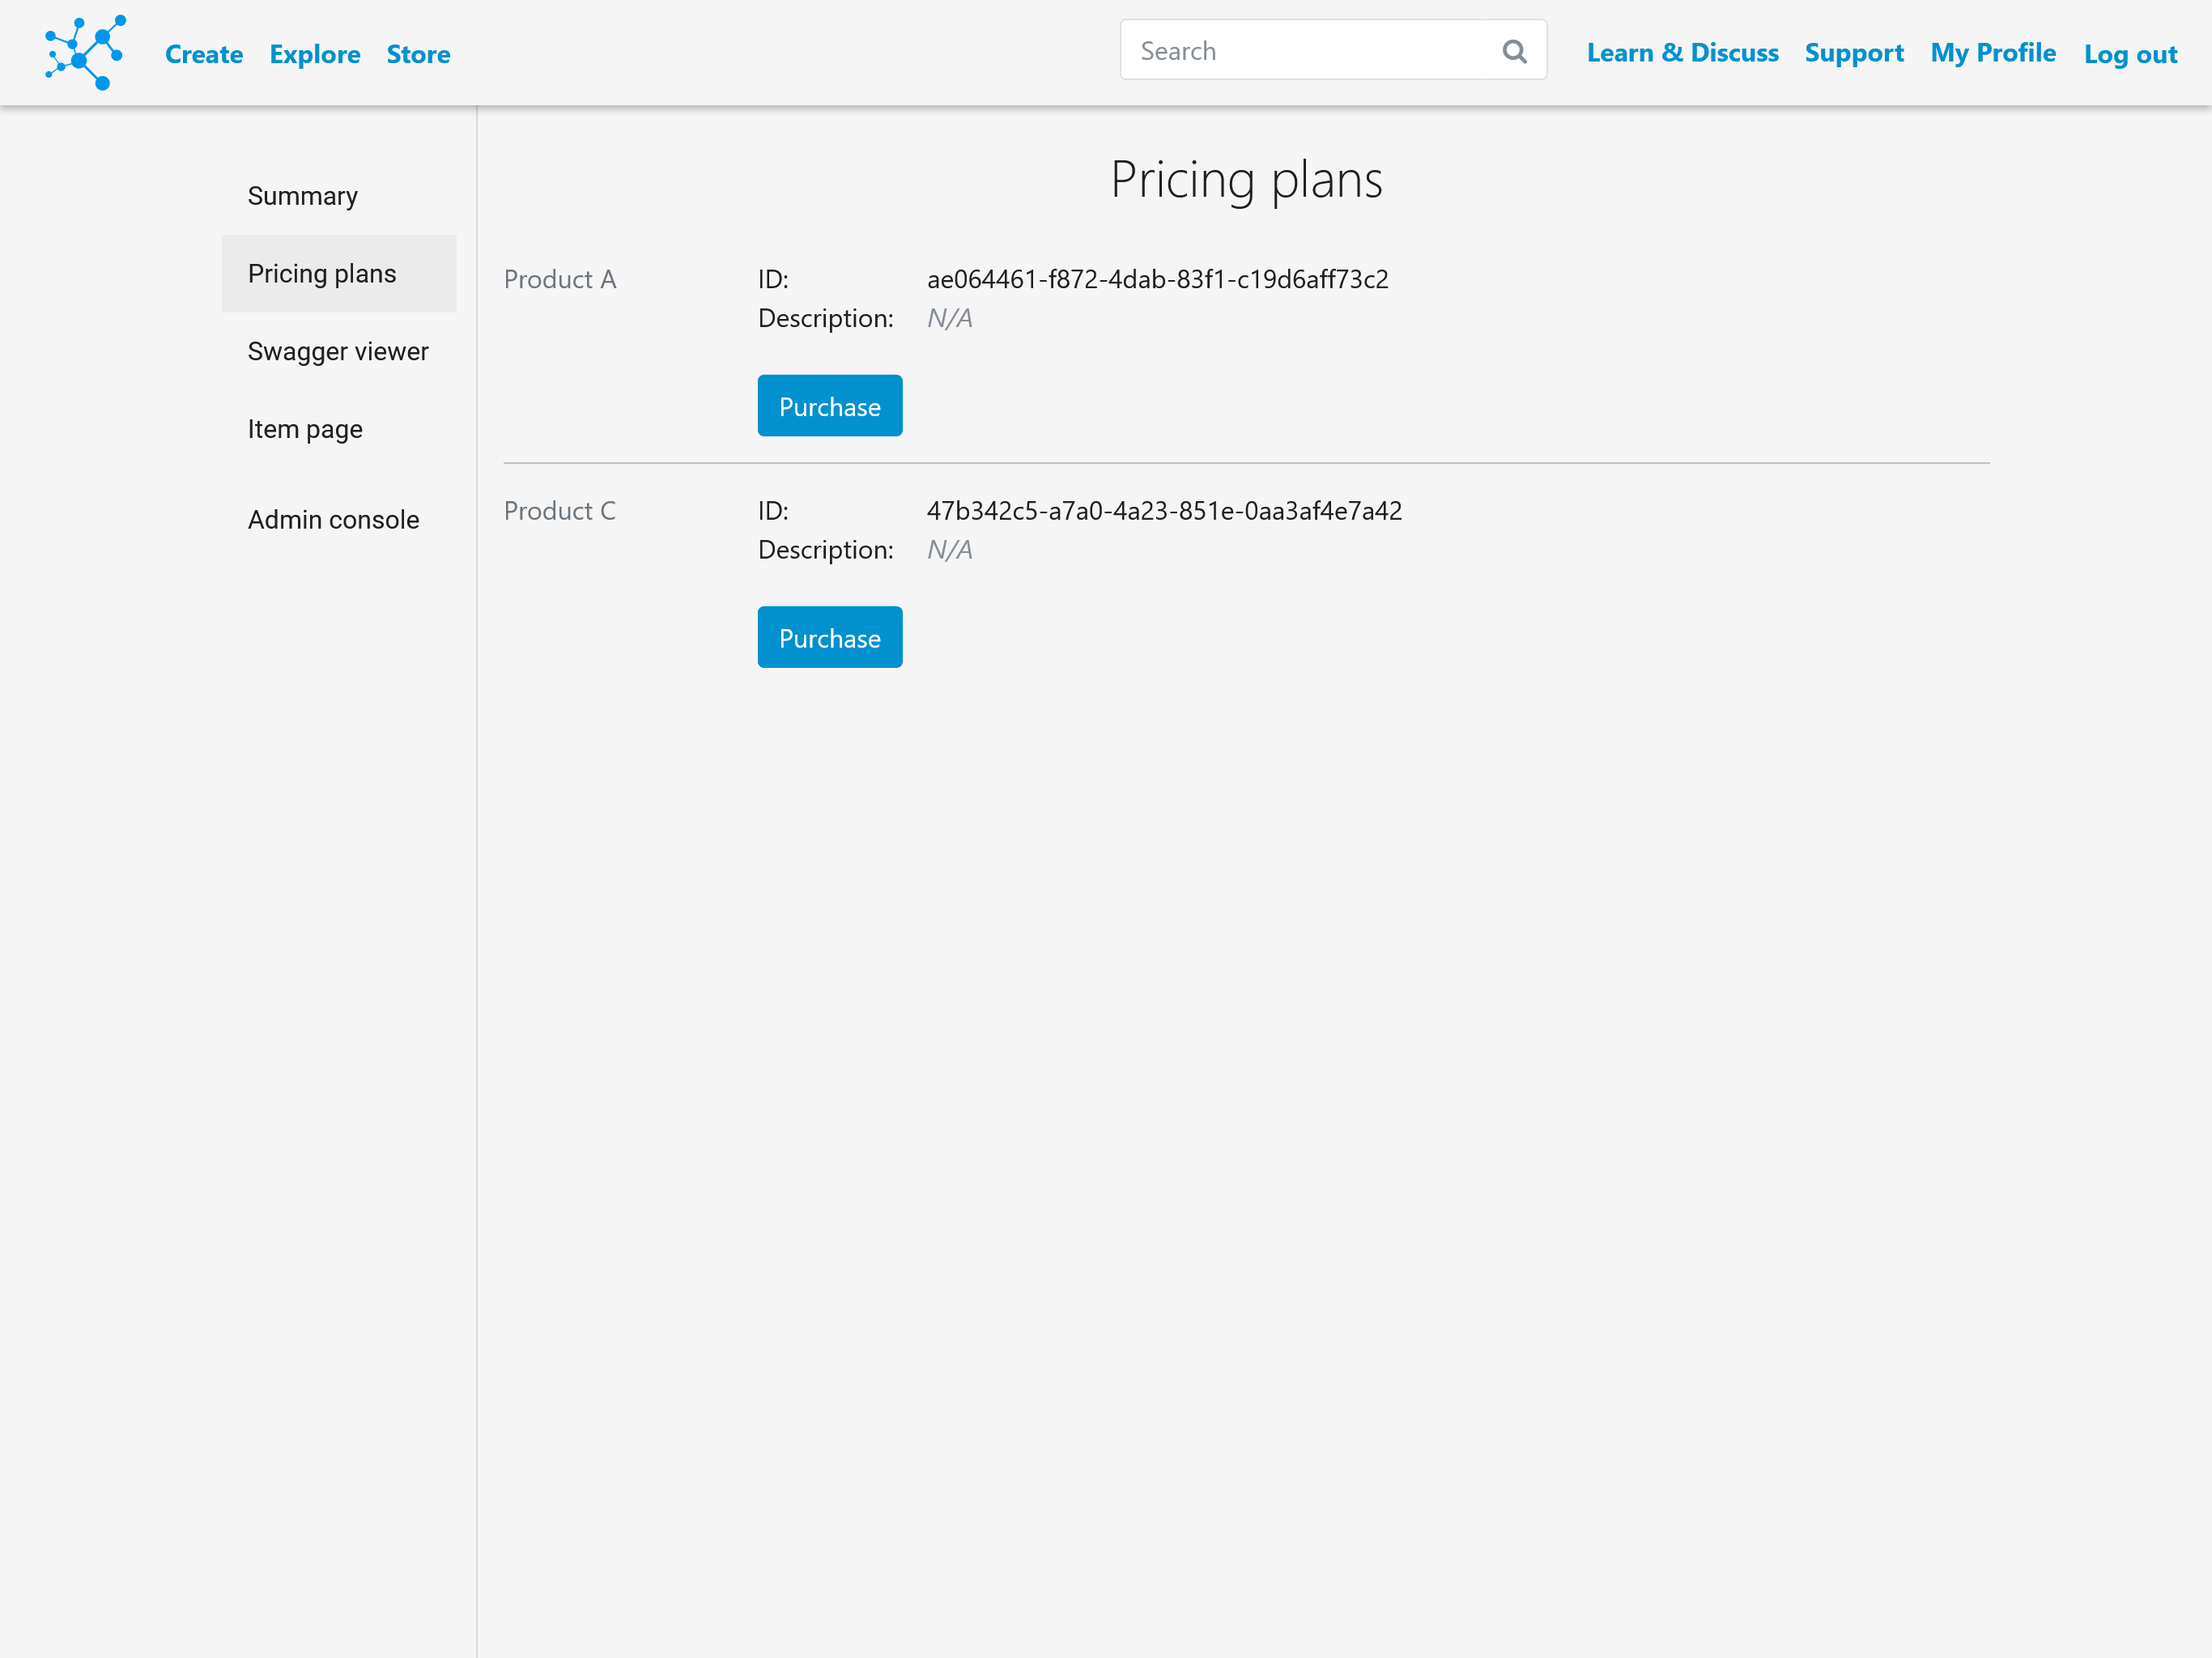 Create Explore Store Search Learn & Discuss Support My Profile Log out
Summary
Pricing plans
Swagger viewer
Item page
Admin console
Pricing plans
Product A ID: ae064461-f872-4dab-83f1-c19d6aff73c2
Description: N/A
Purchase
Product C ID: 47b342c5-a7a0-4a23-851e-0aa3af4e7a42
Description: N/A
Purchase